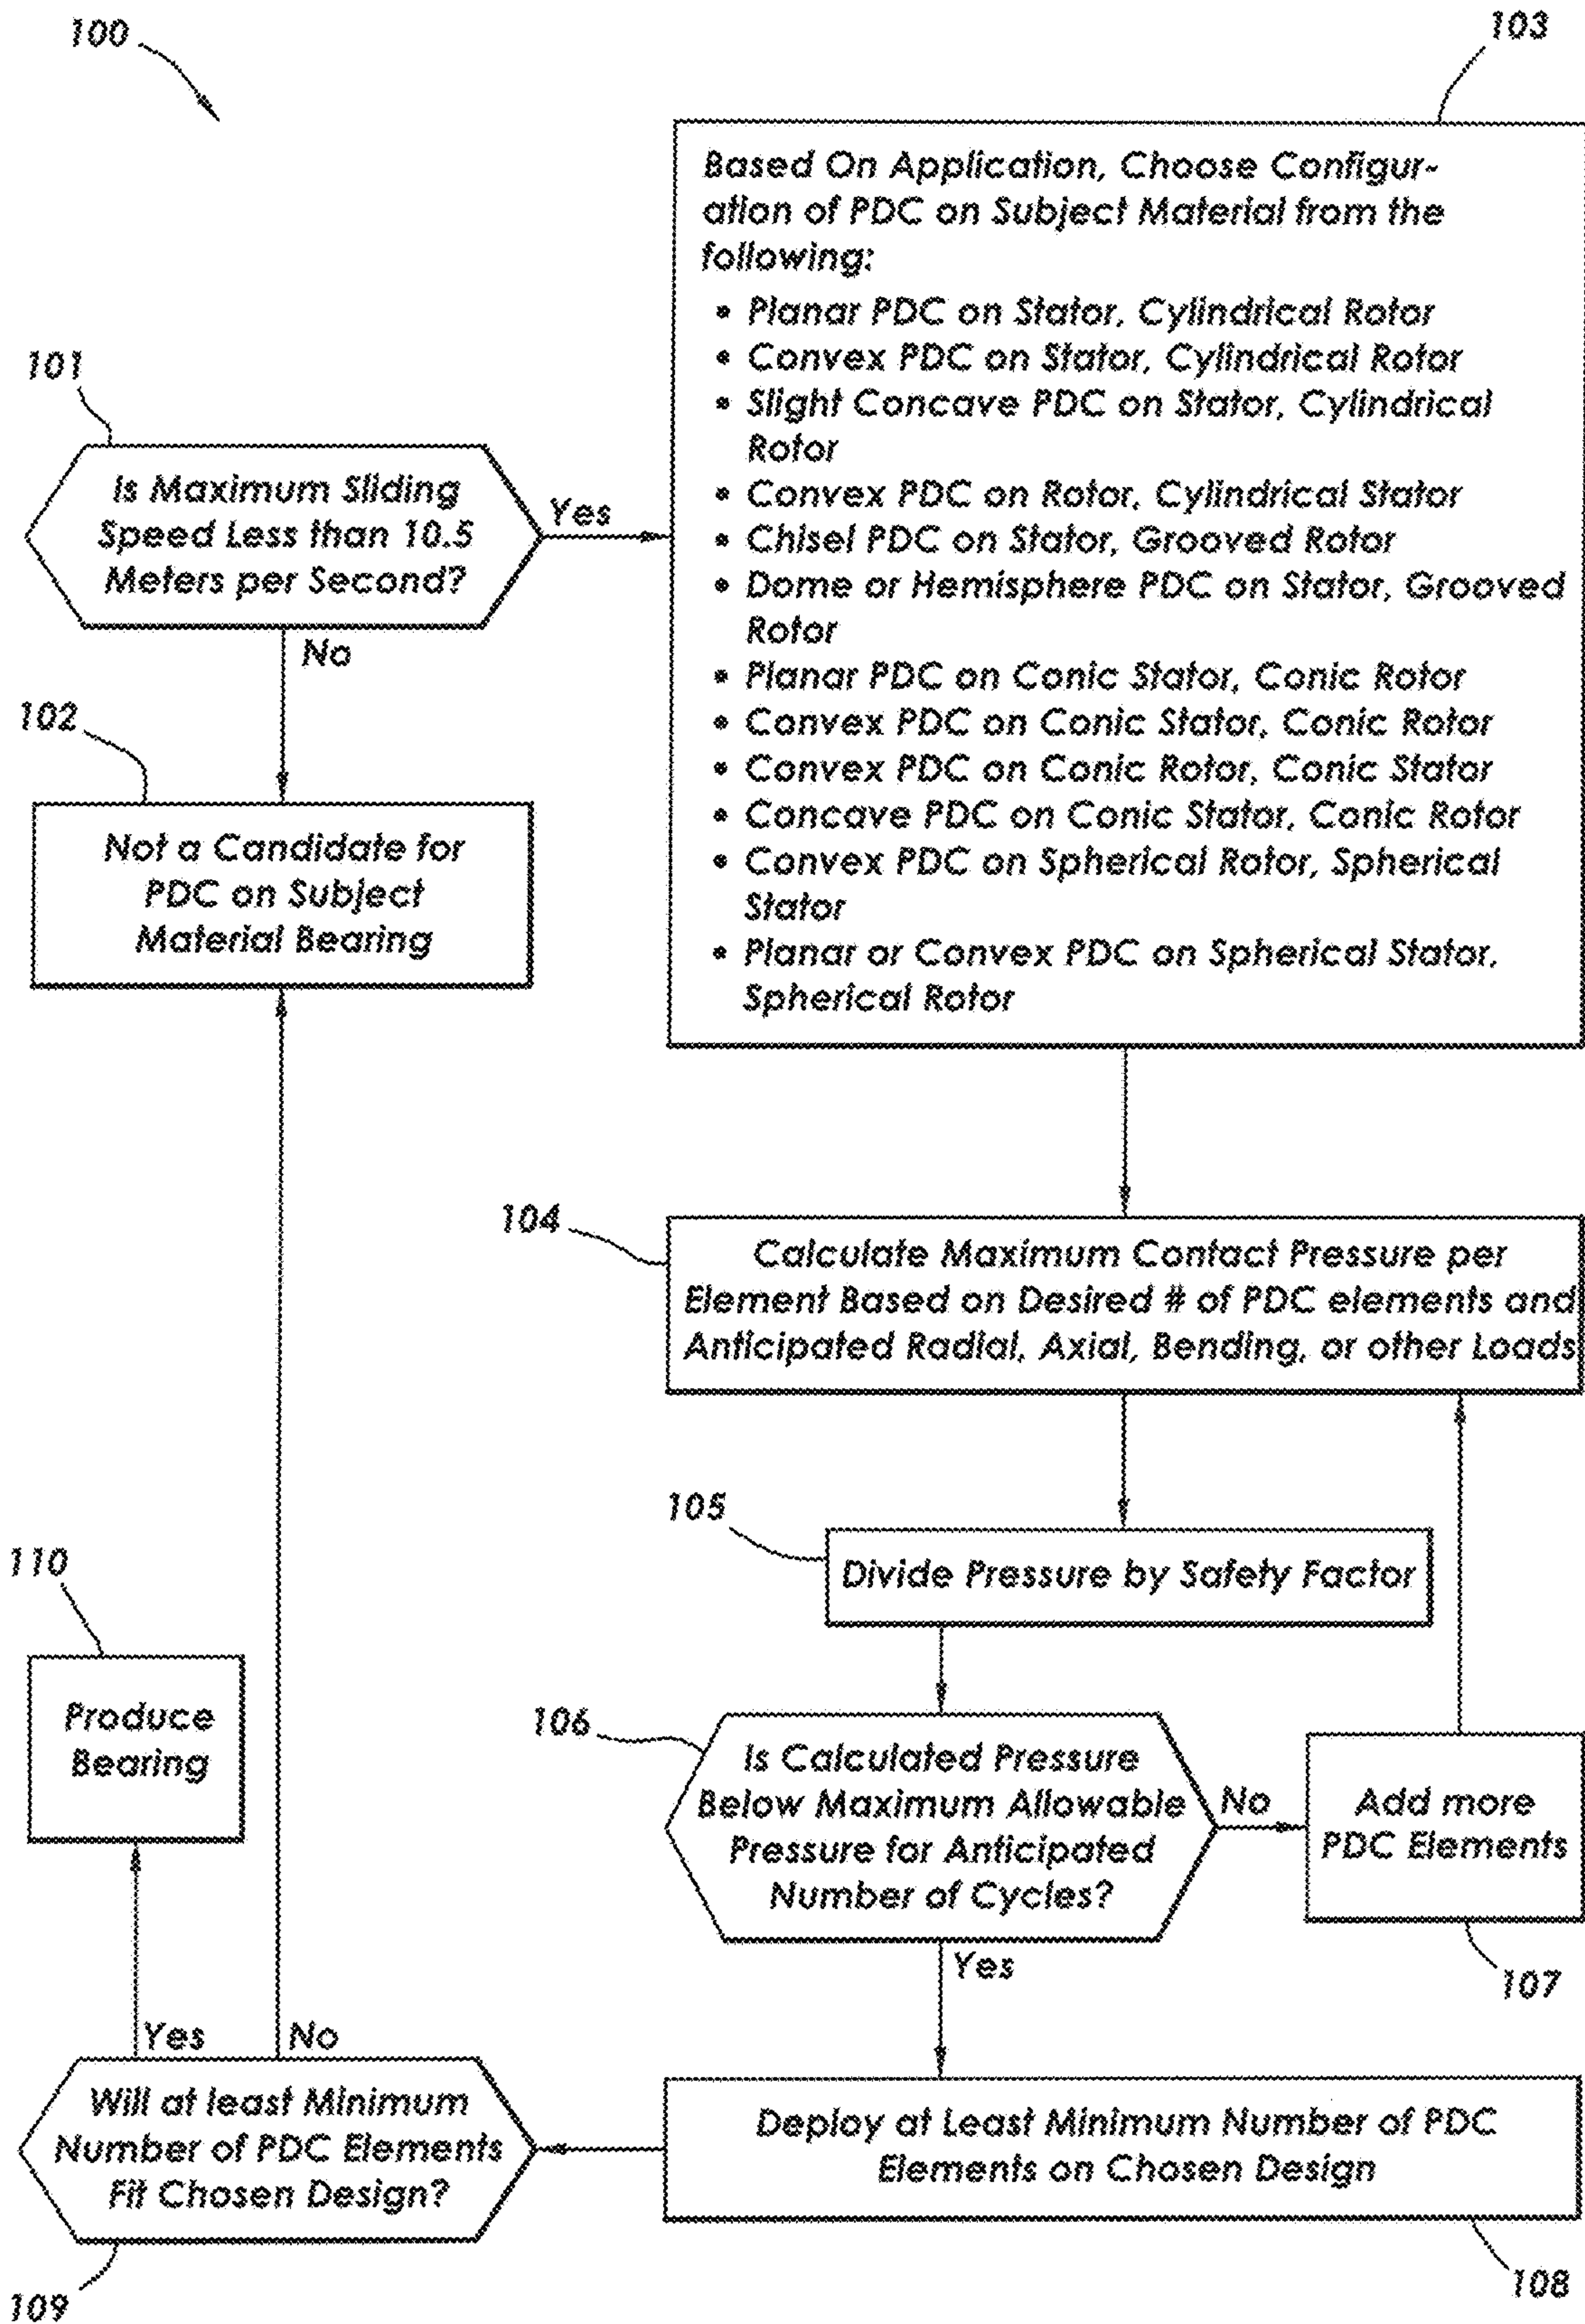 100
103
Based On Application, Choose Configur-
ation of PDC on Subject Material from the
following:
• Planar PDC on Stator, Cylindrical Rotor
• Convex PDC on Stator, Cylindrical Rotor
• Slight Concave PDC on Stator, Cylindrical
Rotor
• Convex PDC on Rotor, Cylindrical Stator
• Chisel PDC on Stator, Grooved Rotor
• Dome or Hemisphere PDC on Stator, Grooved
Rotor
• Planar PDC on Conic Stator, Conic Rotor
• Convex PDC on Conic Stator, Conic Rotor
• Convex PDC on Conic Rotor, Conic Stator
• Concave PDC on Conic Stator, Conic Rotor
• Convex PDC on Spherical Rotor, Spherical
Stator
• Planar or Convex PDC on Spherical Stator,
Spherical Rotor
101
Is Maximum Sliding
Speed Less than 10.5
Meters per Second?
Yes
No
102
Not a Candidate for
PDC on Subject
Material Bearing
104
Calculate Maximum Contact Pressure per
Element Based on Desired # of PDC elements and
Anticipated Radial, Axial, Bending, or other Loads
105
Divide Pressure by Safety Factor
106
Is Calculated Pressure
Below Maximum Allowable
Pressure for Anticipated
Number of Cycles?
No
Add more
PDC Elements
107
Yes
110
Produce
Bearing
Yes
No
Will at least Minimum
Number of PDC Elements
Fit Chosen Design?
109
Deploy at Least Minimum Number of PDC
Elements on Chosen Design
108